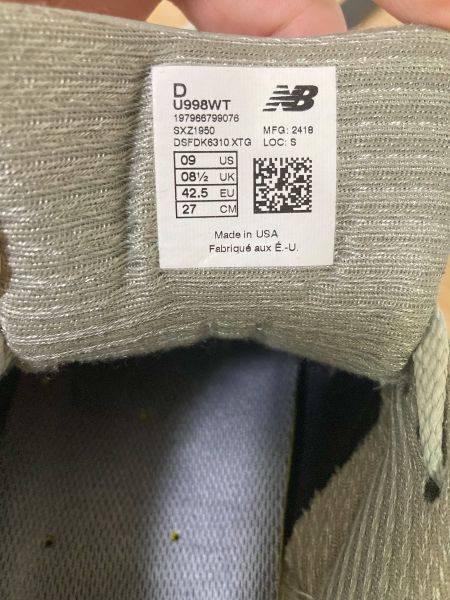 D
U998WT
197966799076
SXZ1950 MFG: 2418
DSFDK6310 XTG LOC: S
09 US
08½ UK
42.5 EU
27 CM
Made in USA
Fabriqué aux É.-U.
NB